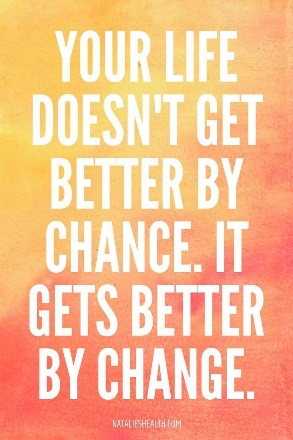 YOUR LIFE
DOESN'T GET
BETTER BY
CHANCE. IT
GETS BETTER
BY CHANGE.
NATALIESHEALTH.COM